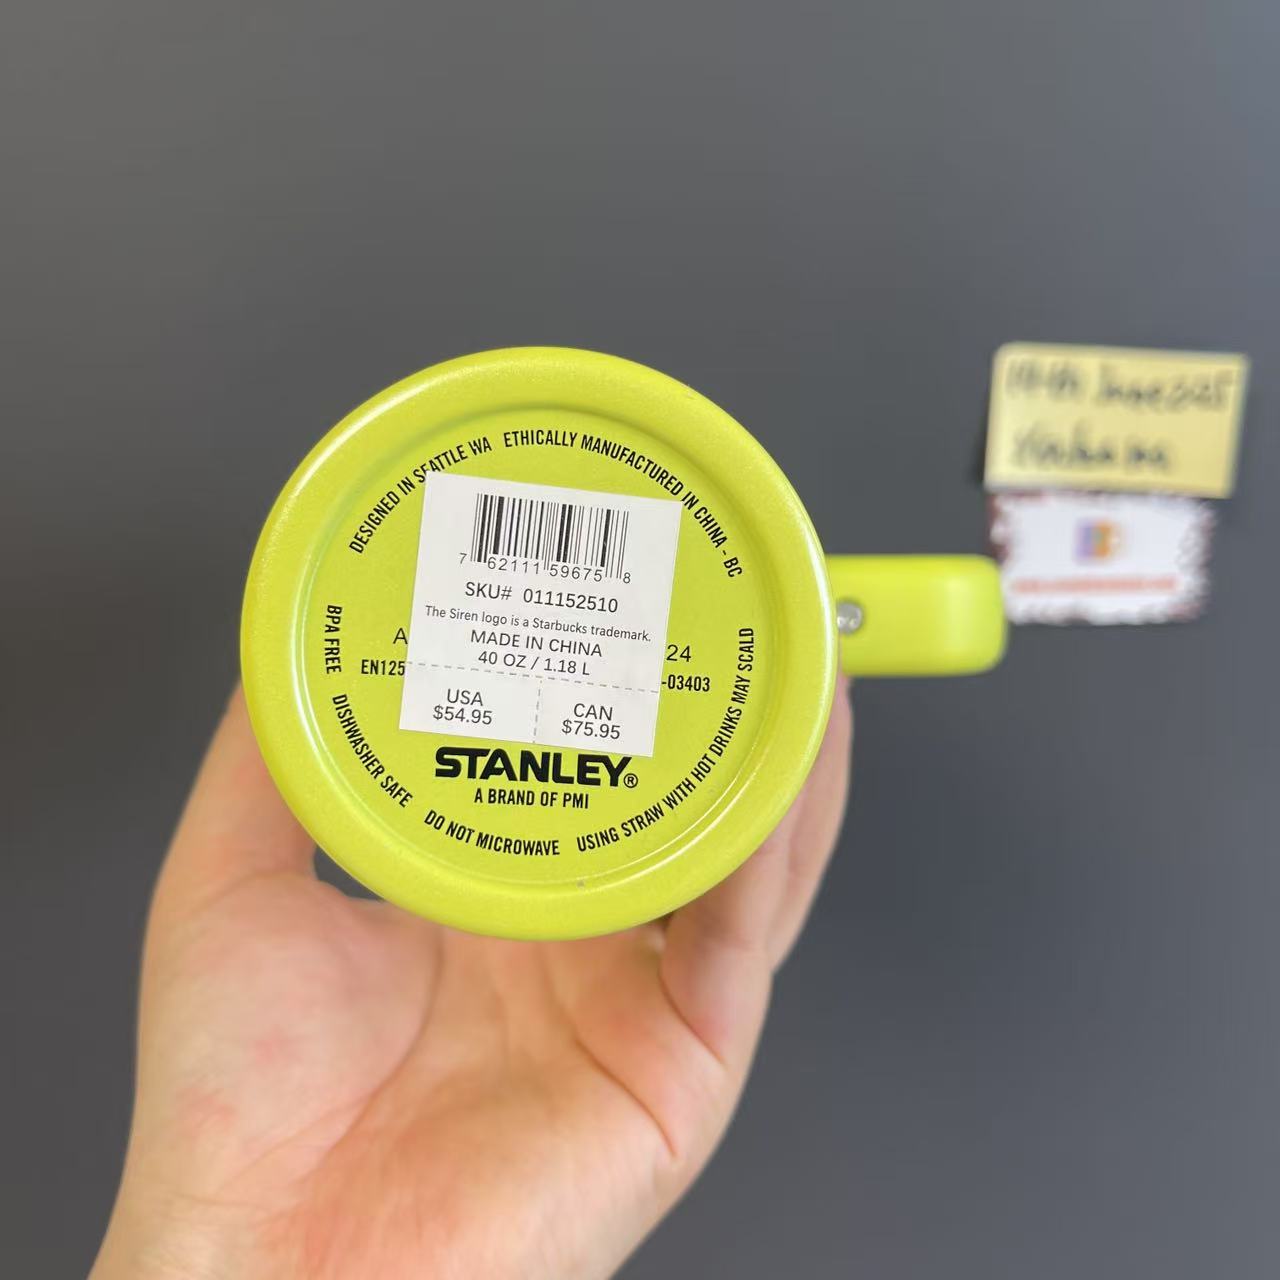 DESIGNED IN SEATTLE WA
ETHICALLY MANUFACTURED IN CHINA - BC
7 62111 59675 8
SKU# 011152510
The Siren logo is a Starbucks trademark.
MADE IN CHINA
40 OZ / 1.18 L
USA
$54.95
CAN
$75.95
A
24
EN125
-03403
STANLEY®
A BRAND OF PMI
BPA FREE
DISHWASHER SAFE
DO NOT MICROWAVE
USING STRAW WITH HOT DRINKS MAY SCALD